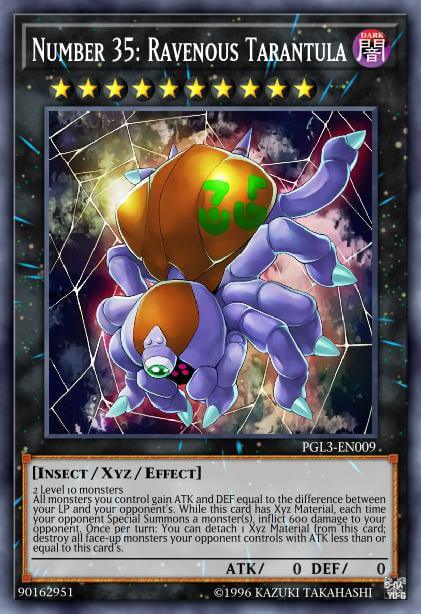 NUMBER 35: RAVENOUS TARANTULA
DARK
闇
PGL3-EN009
[INSECT / XYZ / EFFECT]
2 Level 10 monsters
All monsters you control gain ATK and DEF equal to the difference between
your LP and your opponent's. While this card has Xyz Material, each time
your opponent Special Summons a monster(s), inflict 600 damage to your
opponent. Once per turn: You can detach 1 Xyz Material from this card;
destroy all face-up monsters your opponent controls with ATK less than or
equal to this card's.
ATK/ 0 DEF/ 0
90162951
©1996 KAZUKI TAKAHASHI